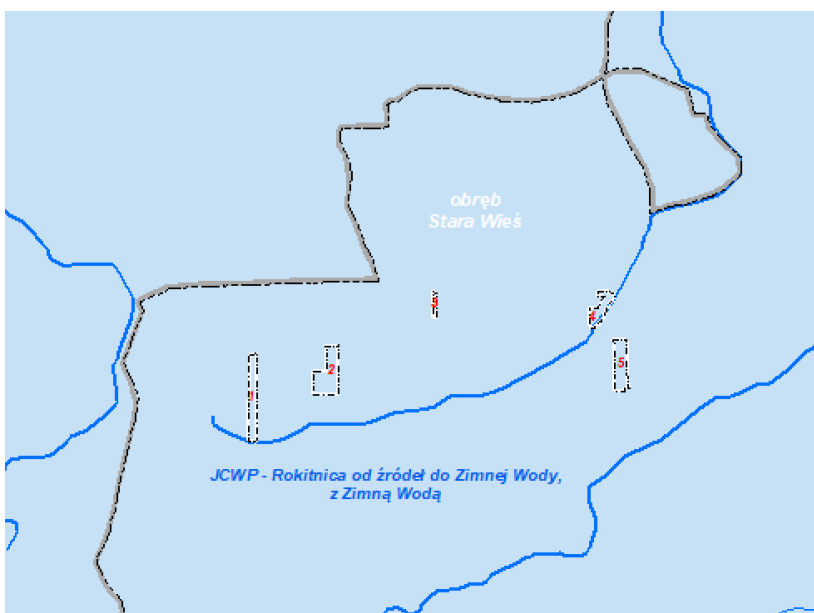 obręb
Stara Wieś
3
4
2
5
1
JCWP - Rokitnica od źródeł do Zimnej Wody,
z Zimną Wodą